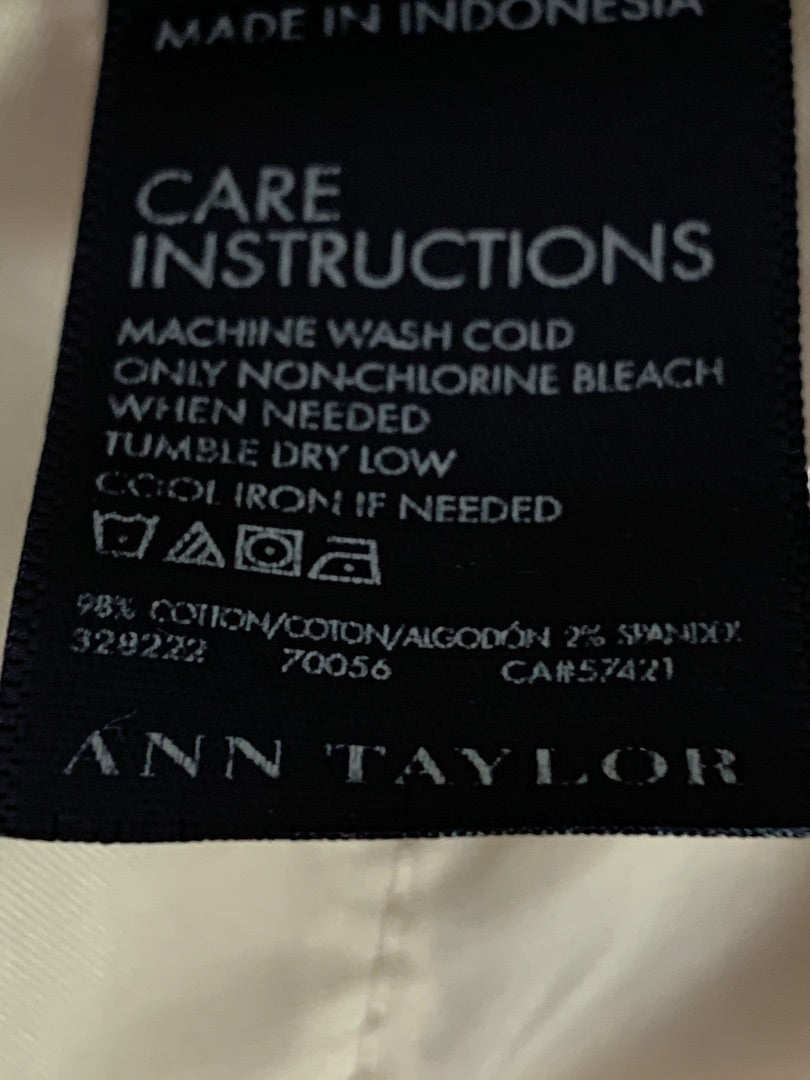 MADE IN INDONESIA
CARE
INSTRUCTIONS
MACHINE WASH COLD
ONLY NON-CHLORINE BLEACH
WHEN NEEDED
TUMBLE DRY LOW
COOL IRON IF NEEDED
98% COTTON/COTON/ALGODÓN 2% SPANDEX
328222 70056 CA#57421
ANN TAYLOR